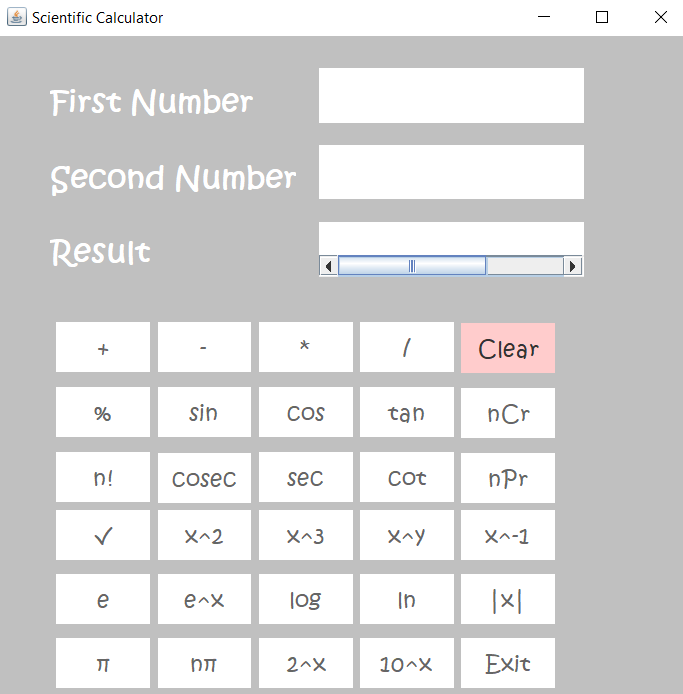 Scientific Calculator
First Number
Second Number
Result
+ - * / Clear
% sin cos tan nCr
n! cosec sec cot nPr
✓ x^2 x^3 x^y x^-1
e e^x log ln |x|
π nπ 2^x 10^x Exit